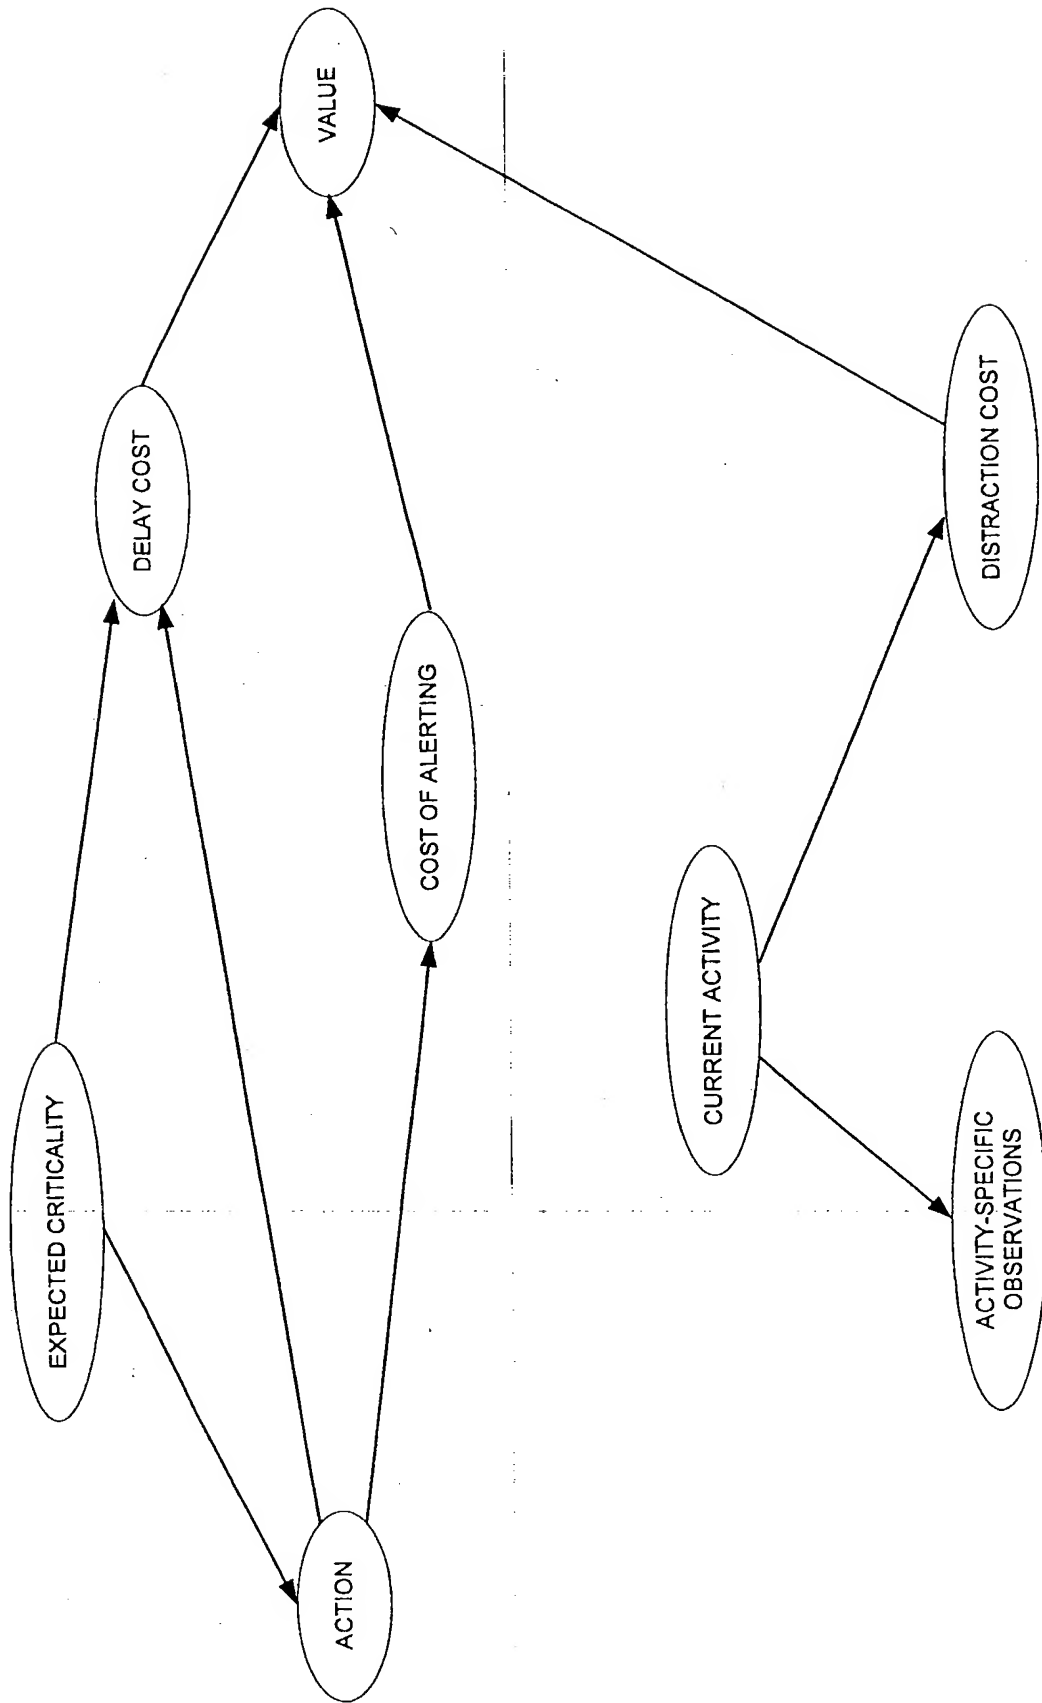 EXPECTED CRITICALITY
DELAY COST
ACTION
VALUE
COST OF ALERTING
CURRENT ACTIVITY
ACTIVITY-SPECIFIC
OBSERVATIONS
DISTRACTION COST